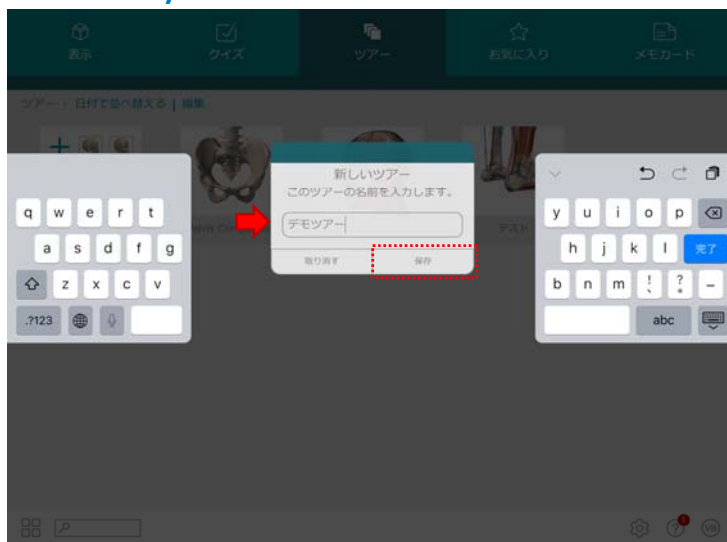 表示
クイズ
ツアー
お気に入り
メモカード
ツアー - 日付で並べ替える | 編集
新しいツアー
このツアーの名前を入力します。
デモツアー
取り消す
保存
テスト
q w e r t
y u i o p
a s d f g
h j k l 完了
z x c v
b n m ! 、 ? 。 –
.?123
abc